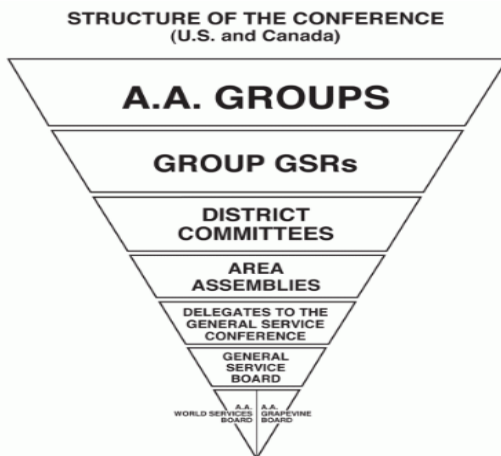 STRUCTURE OF THE CONFERENCE
(U.S. and Canada)
A.A. GROUPS
GROUP GSRs
DISTRICT
COMMITTEES
AREA
ASSEMBLIES
DELEGATES TO THE
GENERAL SERVICE
CONFERENCE
GENERAL
SERVICE
BOARD
A.A.
WORLD SERVICES
BOARD
A.A.
GRAPEVINE
BOARD